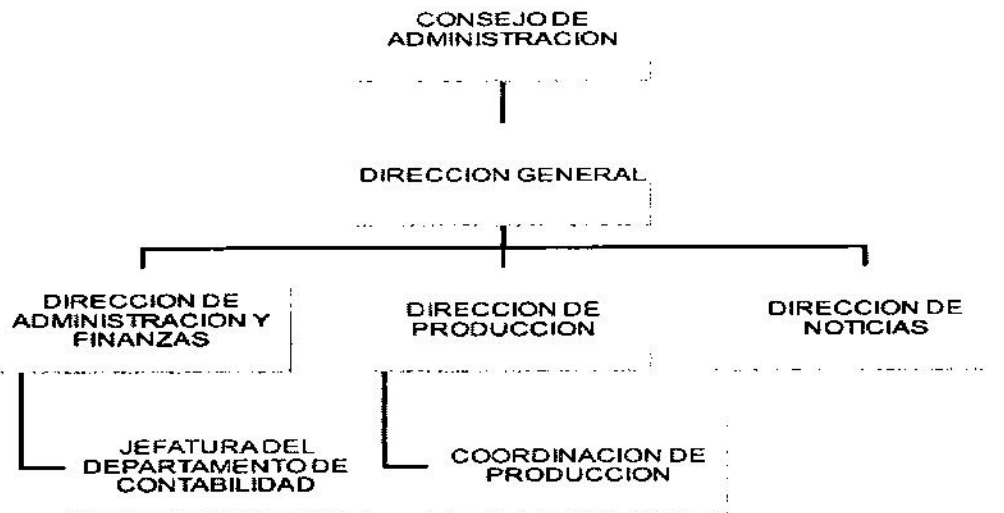 CONSEJO DE
ADMINISTRACION
DIRECCION GENERAL
DIRECCION DE
ADMINISTRACION Y
FINANZAS
DIRECCION DE
PRODUCCION
DIRECCION DE
NOTICIAS
JEFATURA DEL
DEPARTAMENTO DE
CONTABILIDAD
COORDINACION DE
PRODUCCION